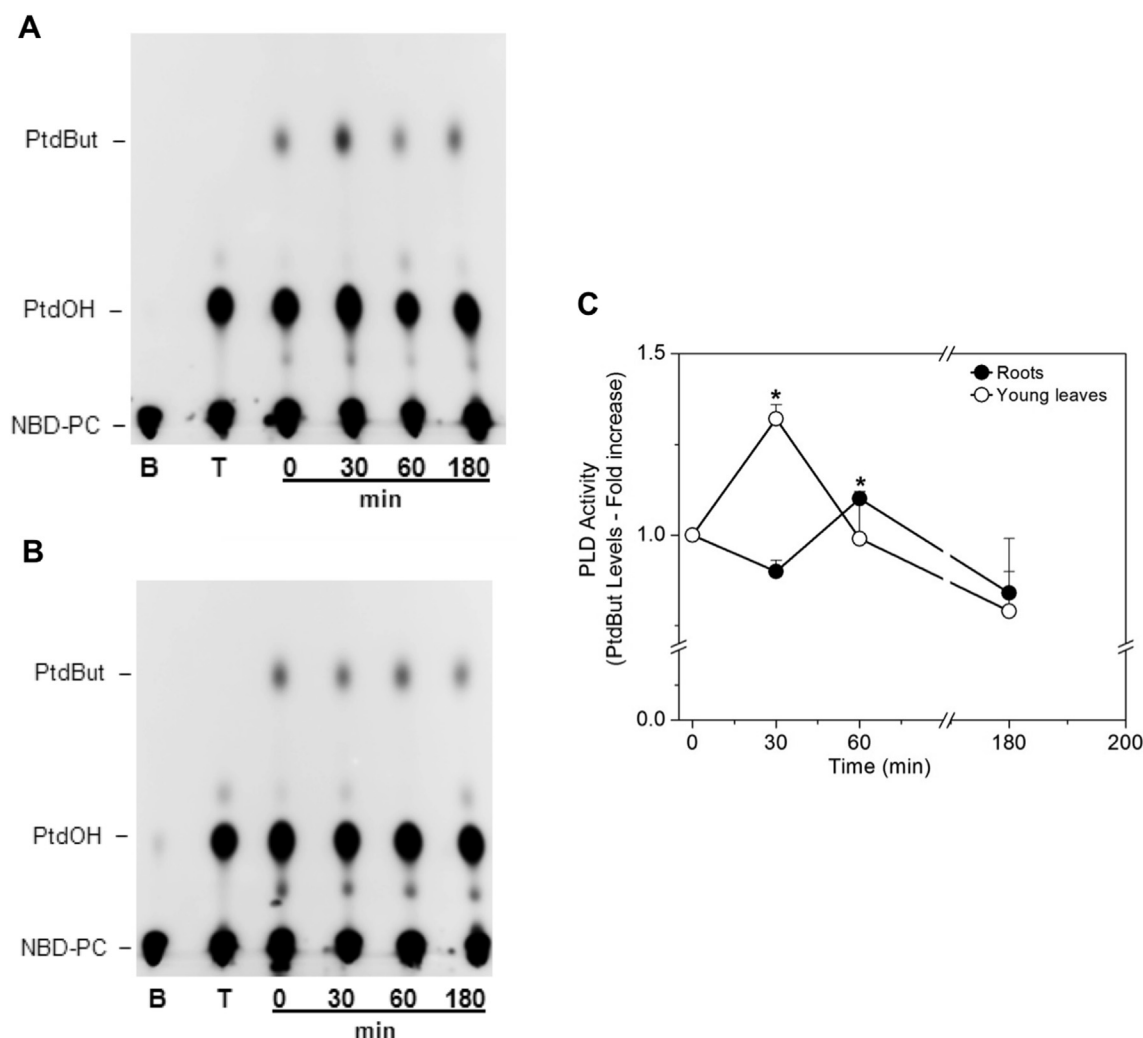 A
PtdBut –
PtdOH –
NBD-PC –
B T 0 30 60 180
min
B
PtdBut –
PtdOH –
NBD-PC –
B T 0 30 60 180
min
C
PLD Activity
(PtdBut Levels - Fold increase)
1.5
1.0
0.0
Roots
Young leaves
*
*
0 30 60 180 200
Time (min)